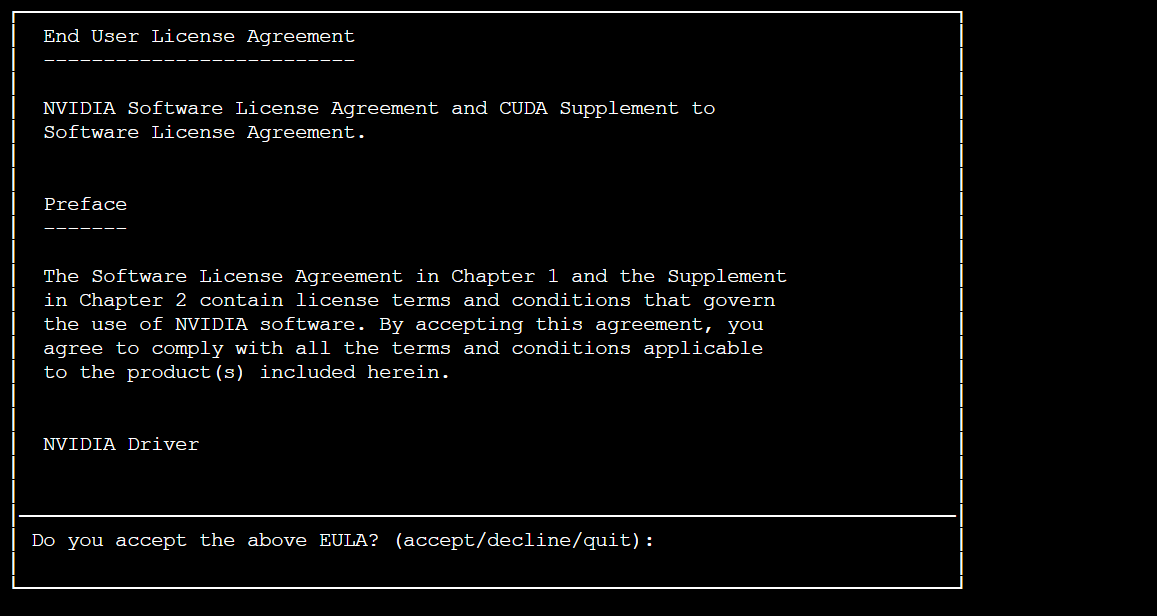 End User License Agreement
--------------------------
NVIDIA Software License Agreement and CUDA Supplement to
Software License Agreement.
Preface
-------
The Software License Agreement in Chapter 1 and the Supplement
in Chapter 2 contain license terms and conditions that govern
the use of NVIDIA software. By accepting this agreement, you
agree to comply with all the terms and conditions applicable
to the product(s) included herein.
NVIDIA Driver
Do you accept the above EULA? (accept/decline/quit):